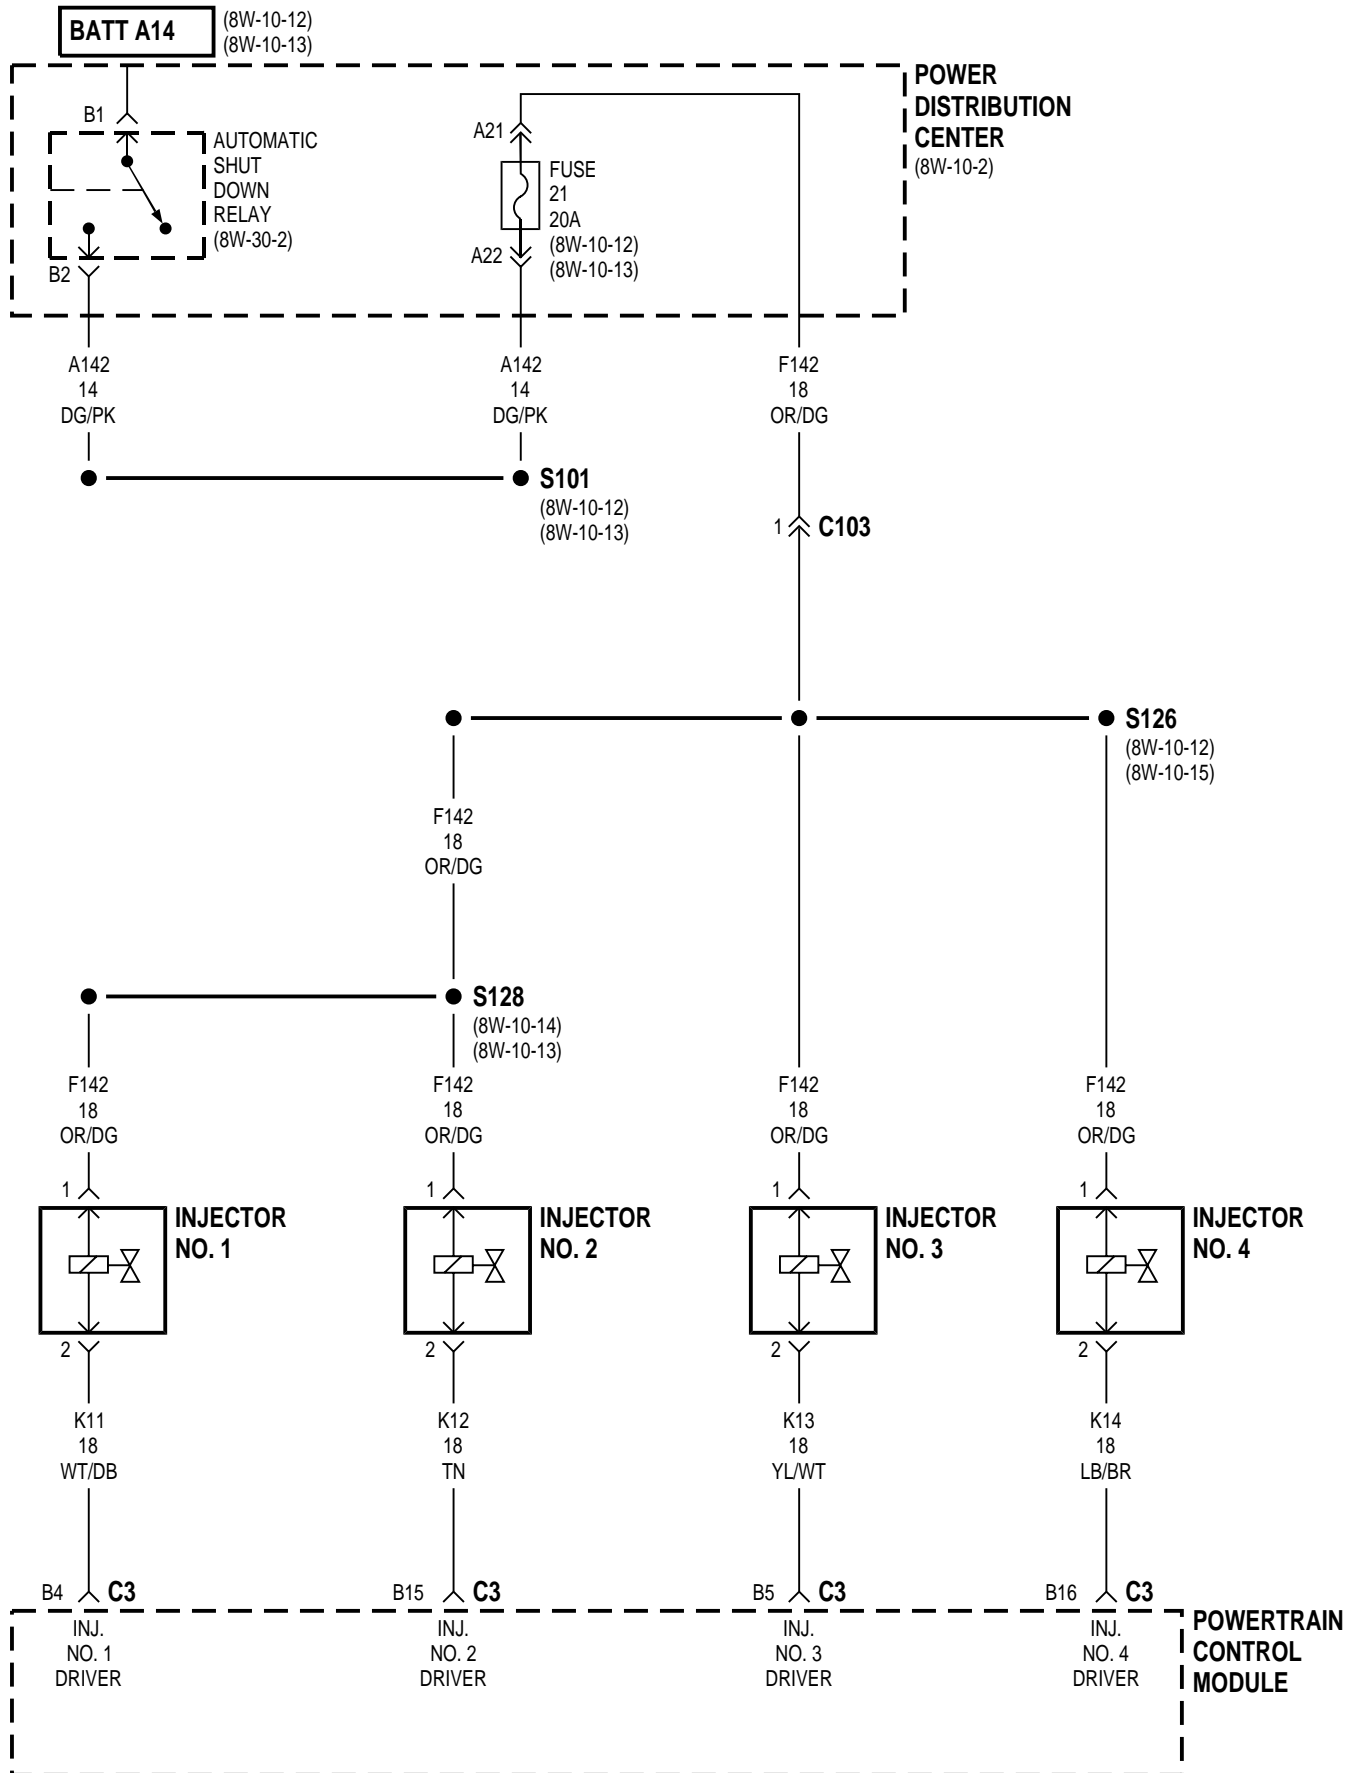 BATT A14
(8W-10-12)
(8W-10-13)
POWER
DISTRIBUTION
CENTER
(8W-10-2)
B1
AUTOMATIC
SHUT
DOWN
RELAY
(8W-30-2)
B2
A21
FUSE
21
20A
(8W-10-12)
(8W-10-13)
A22
A142
14
DG/PK
A142
14
DG/PK
F142
18
OR/DG
S101
(8W-10-12)
(8W-10-13)
1
C103
S126
(8W-10-12)
(8W-10-15)
F142
18
OR/DG
S128
(8W-10-14)
(8W-10-13)
F142
18
OR/DG
F142
18
OR/DG
F142
18
OR/DG
F142
18
OR/DG
1
INJECTOR
NO. 1
2
1
INJECTOR
NO. 2
2
1
INJECTOR
NO. 3
2
1
INJECTOR
NO. 4
2
K11
18
WT/DB
K12
18
TN
K13
18
YL/WT
K14
18
LB/BR
B4 C3
B15 C3
B5 C3
B16 C3
INJ.
NO. 1
DRIVER
INJ.
NO. 2
DRIVER
INJ.
NO. 3
DRIVER
INJ.
NO. 4
DRIVER
POWERTRAIN
CONTROL
MODULE